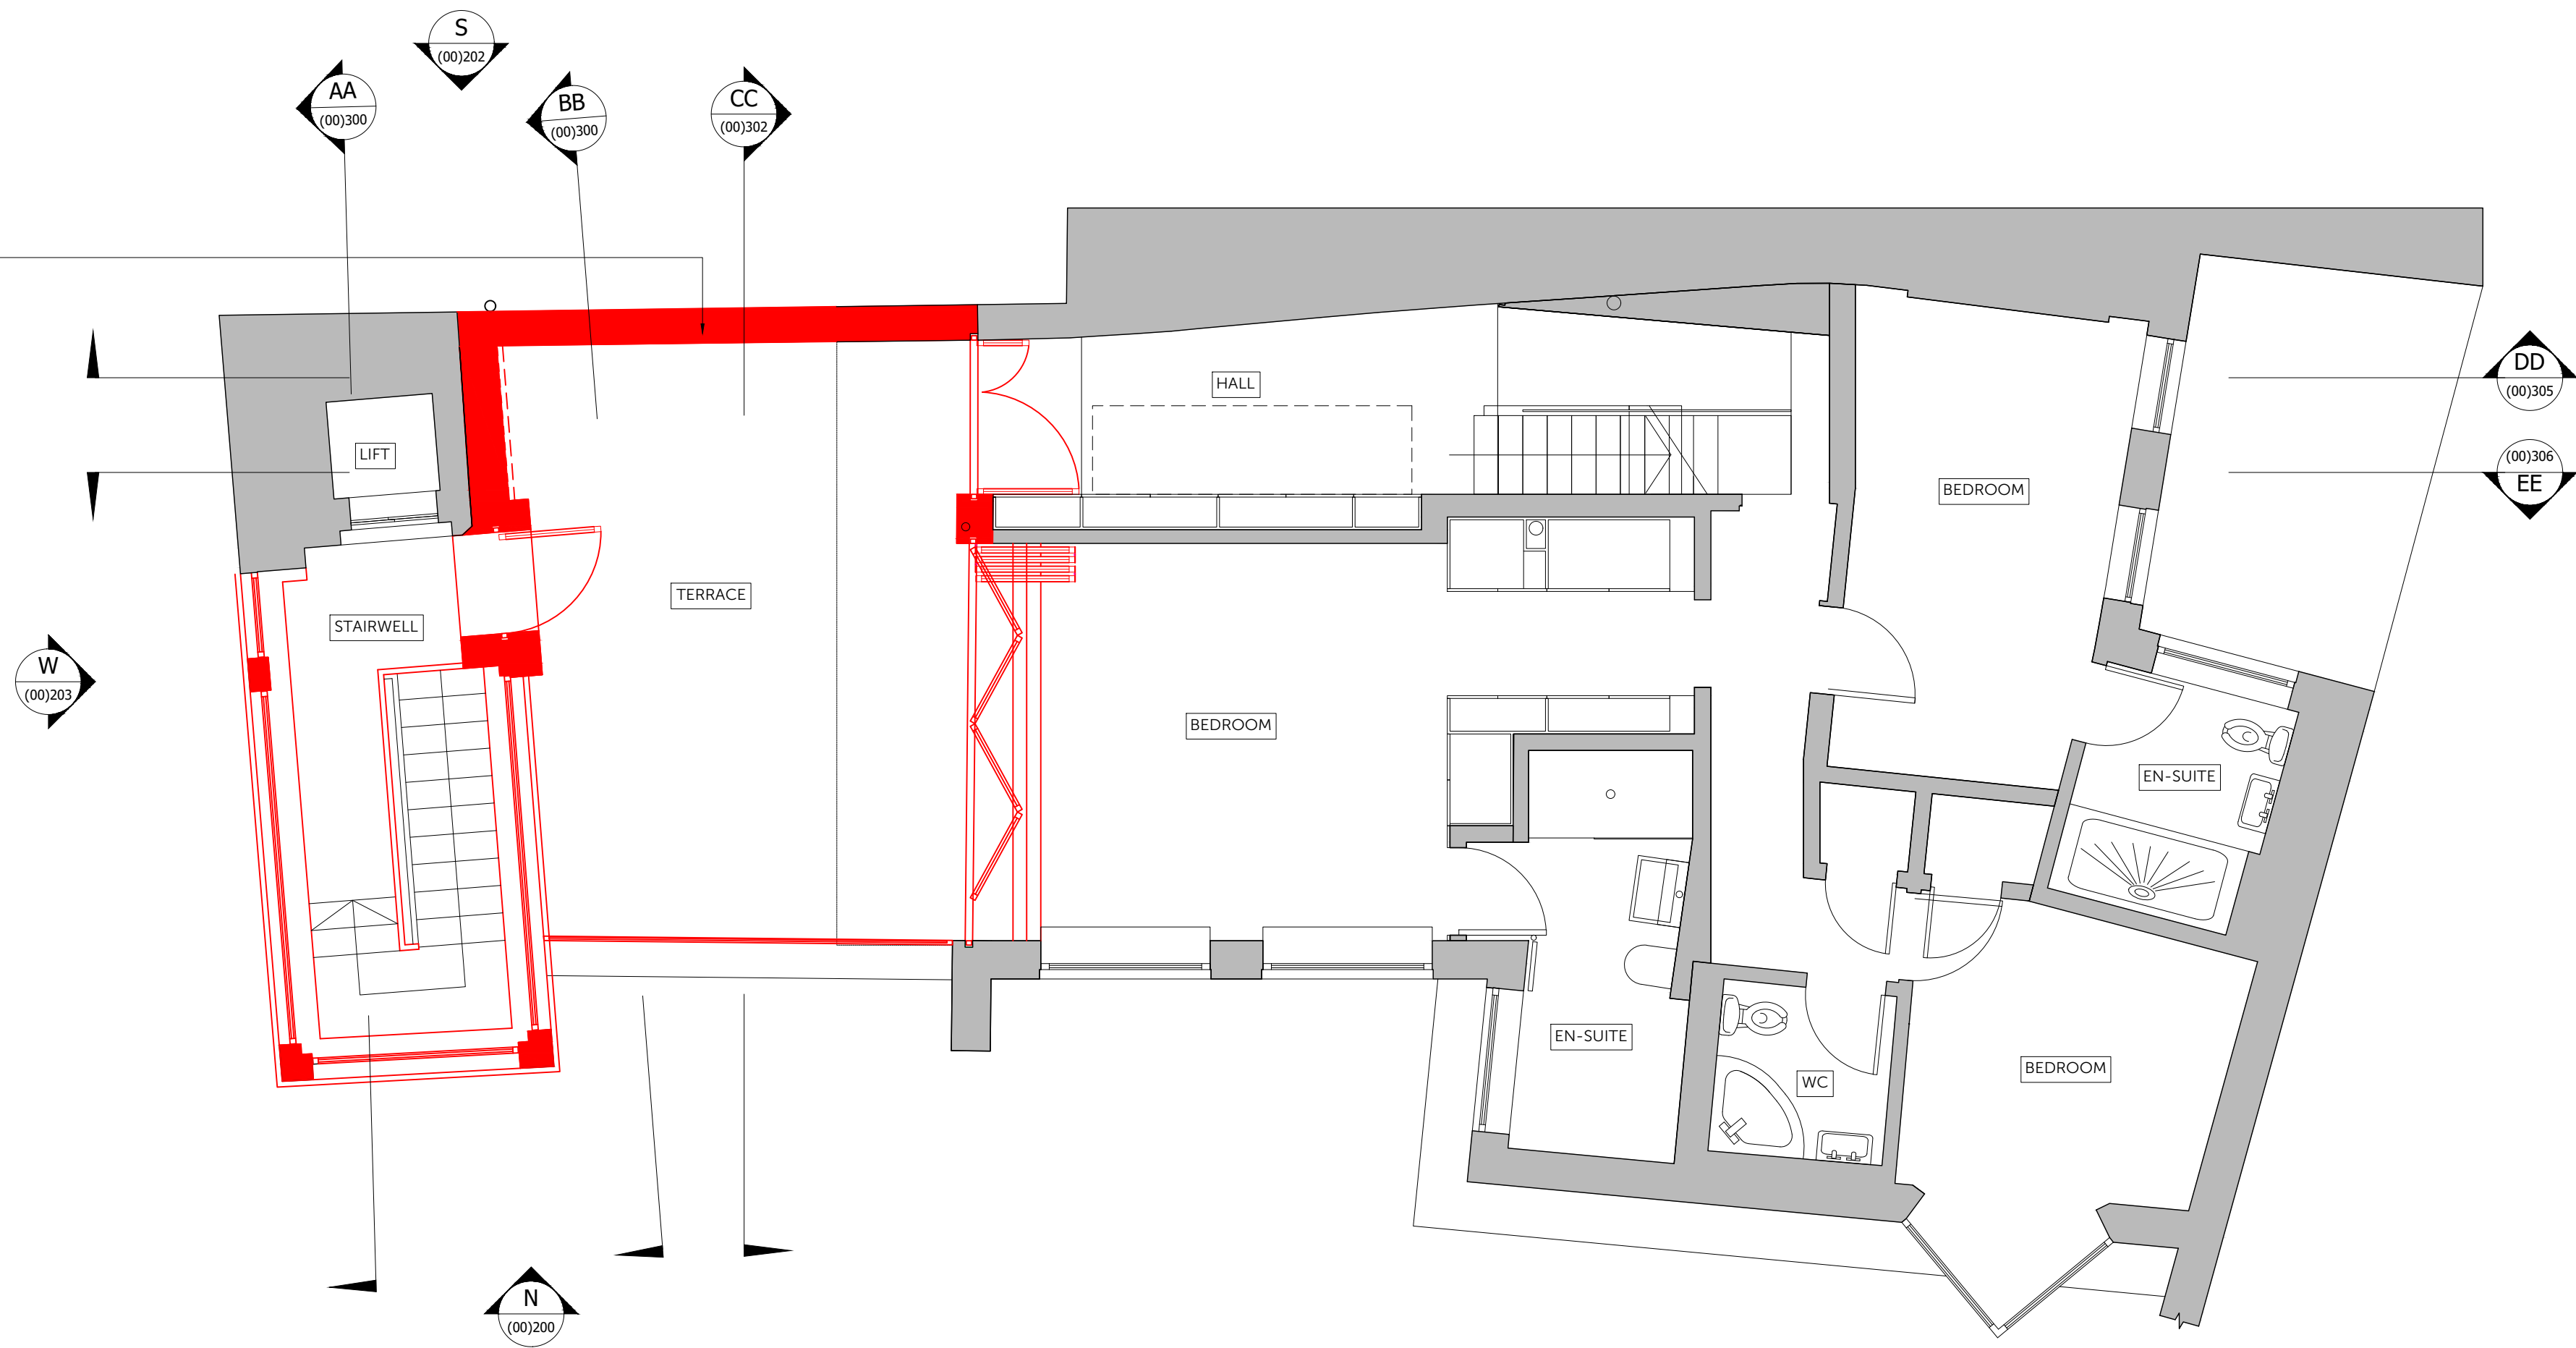 S
(00)202
AA
(00)300
BB
(00)300
CC
(00)302
HALL
DD
(00)305
LIFT
(00)306
EE
BEDROOM
TERRACE
STAIRWELL
W
(00)203
BEDROOM
EN-SUITE
EN-SUITE
BEDROOM
WC
N
(00)200